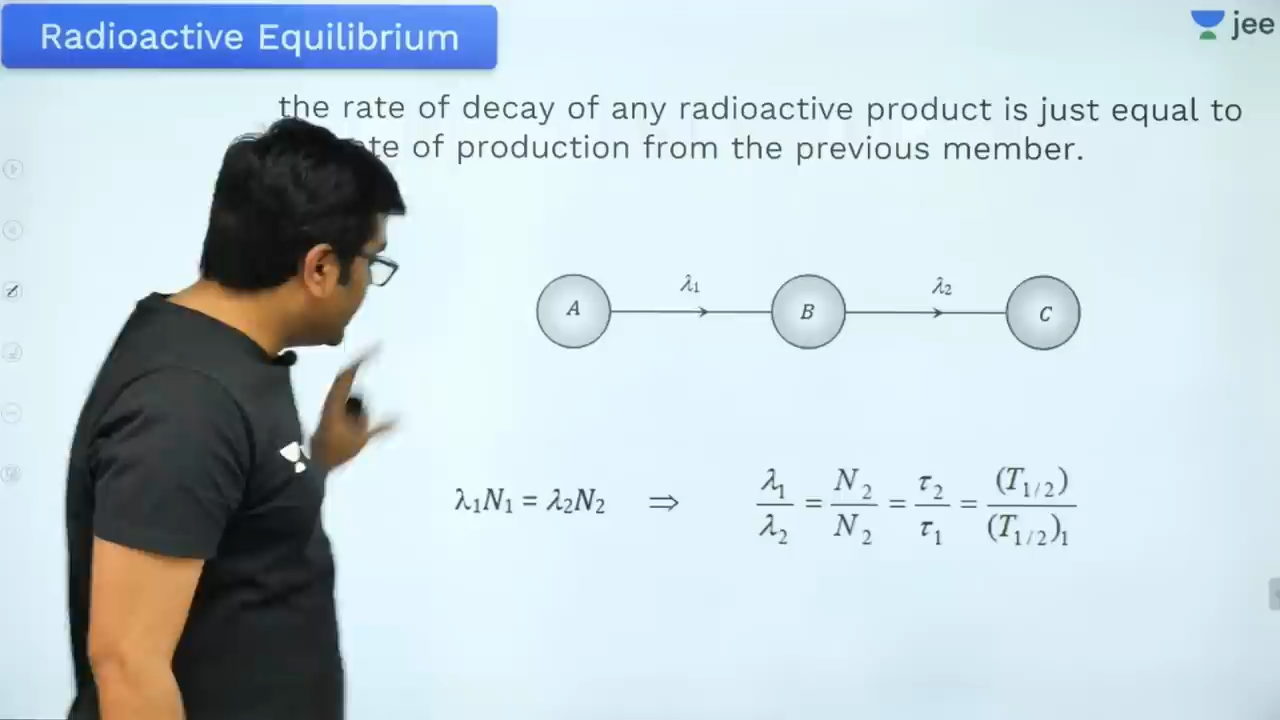 Radioactive Equilibrium
jee
the rate of decay of any radioactive product is just equal to
of production from the previous member.
A λ₁ B λ₂ C
λ₁N₁ = λ₂N₂ ⇒ λ₁/λ₂ = N₂/N₂ = τ₂/τ₁ = (T₁/₂)/(T₁/₂)₁